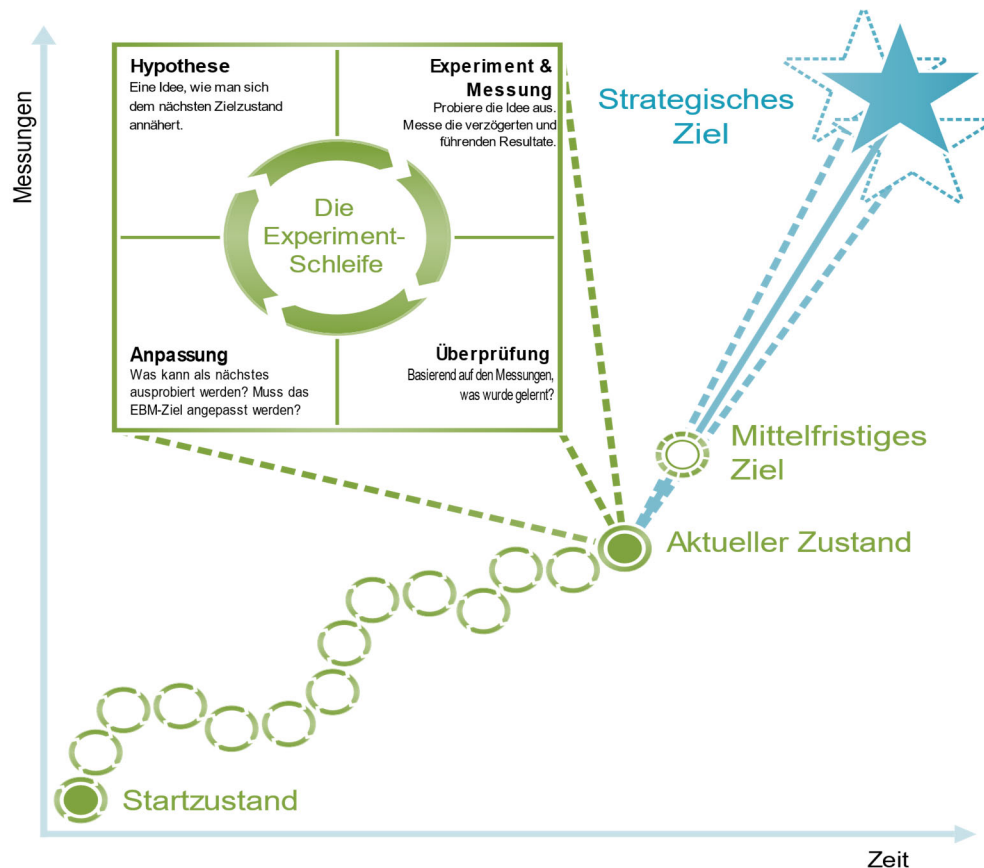 Messungen
Hypothese
Eine Idee, wie man sich
dem nächsten Zielzustand
annähert.
Experiment &
Messung
Probiere die Idee aus.
Messe die verzögerten und
führenden Resultate.
Die
Experiment-
Schleife
Anpassung
Was kann als nächstes
ausprobiert werden? Muss das
EBM-Ziel angepasst werden?
Überprüfung
Basierend auf den Messungen,
was wurde gelernt?
Strategisches
Ziel
Mittelfristiges
Ziel
Aktueller Zustand
Startzustand
Zeit